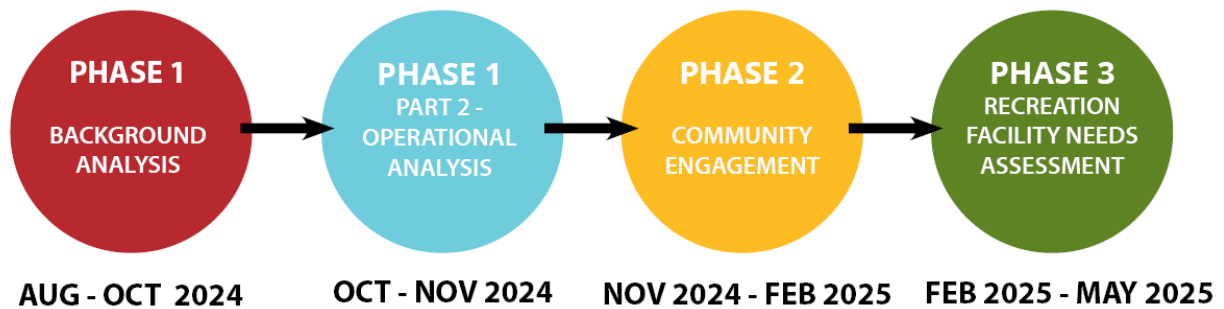 PHASE 1
BACKGROUND
ANALYSIS
PHASE 1
PART 2 -
OPERATIONAL
ANALYSIS
PHASE 2
COMMUNITY
ENGAGEMENT
PHASE 3
RECREATION
FACILITY NEEDS
ASSESSMENT
AUG - OCT 2024
OCT - NOV 2024
NOV 2024 - FEB 2025
FEB 2025 - MAY 2025